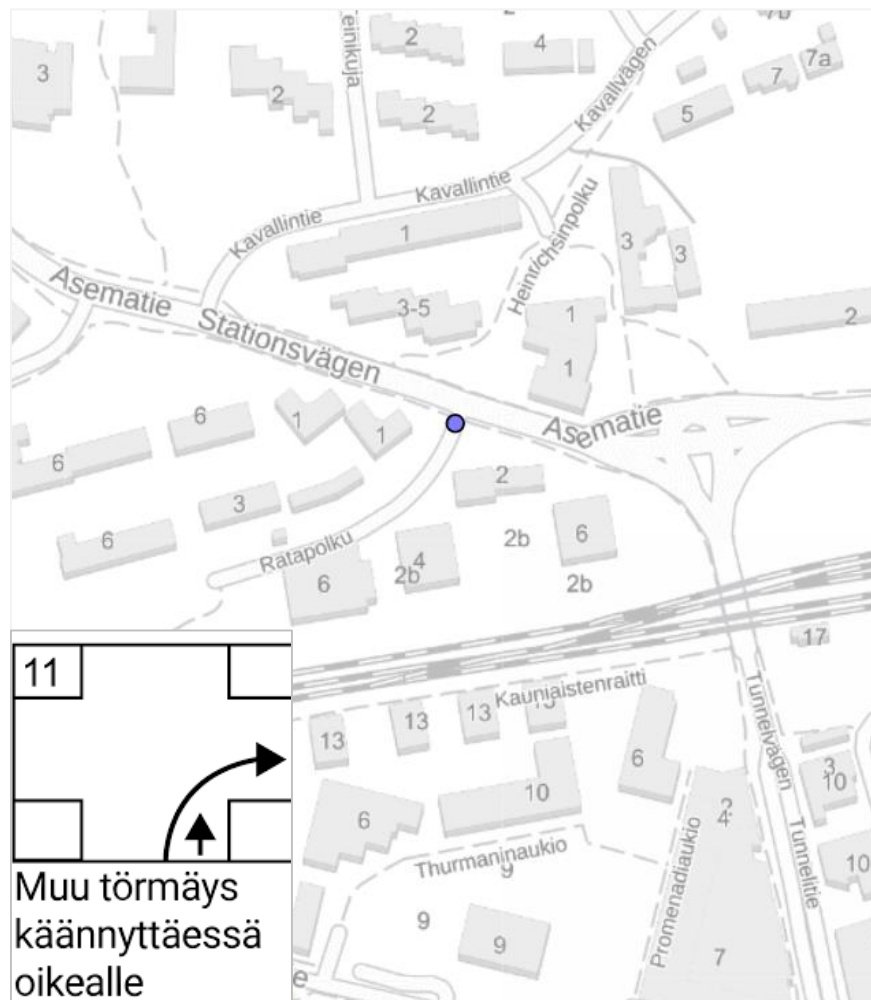 2
7b
3
2
4
7a
7
2
einikuja
Kavallvägen
2
5
Kavallintie
Kavallintie
1
Heinrichsinpolku
3
3
Asematie
3-5
1
2
Stationsvägen
1
Asematie
6
1
1
6
2
3
6
2b
6
Ratapolku
4
2b
6
2b
17
Kauniaistenraitti
11
13
13
13
13
Tunnelvägen
6
3
10
10
2
4
6
Thurmaninaukio
9
Promenadiaukio
Tunnelitie
10
9
9
7
e
Muu törmäys
käännyttäessä
oikealle